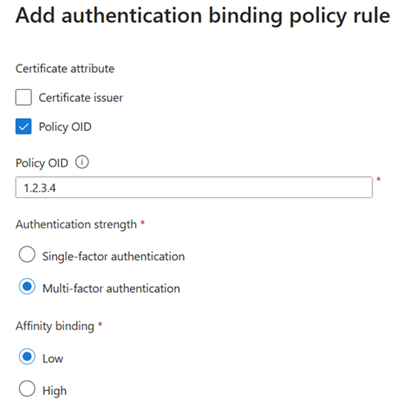 Add authentication binding policy rule
Certificate attribute
Certificate issuer
Policy OID
Policy OID
1.2.3.4 *
Authentication strength *
Single-factor authentication
Multi-factor authentication
Affinity binding *
Low
High